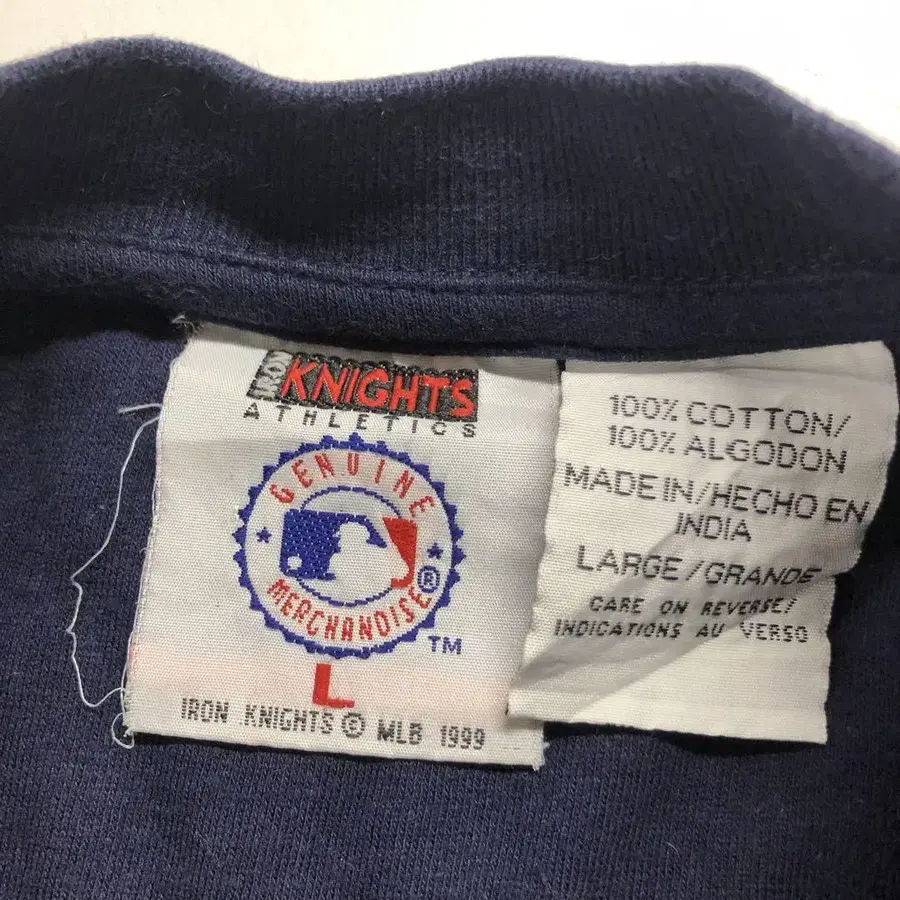 IRON KNIGHTS
ATHLETICS
GENUINE
MERCHANDISE®
TM
L
IRON KNIGHTS © MLB 1999
100% COTTON/
100% ALGODON
MADE IN/HECHO EN
INDIA
LARGE/GRANDE
CARE ON REVERSE/
INDICATIONS AU VERSO